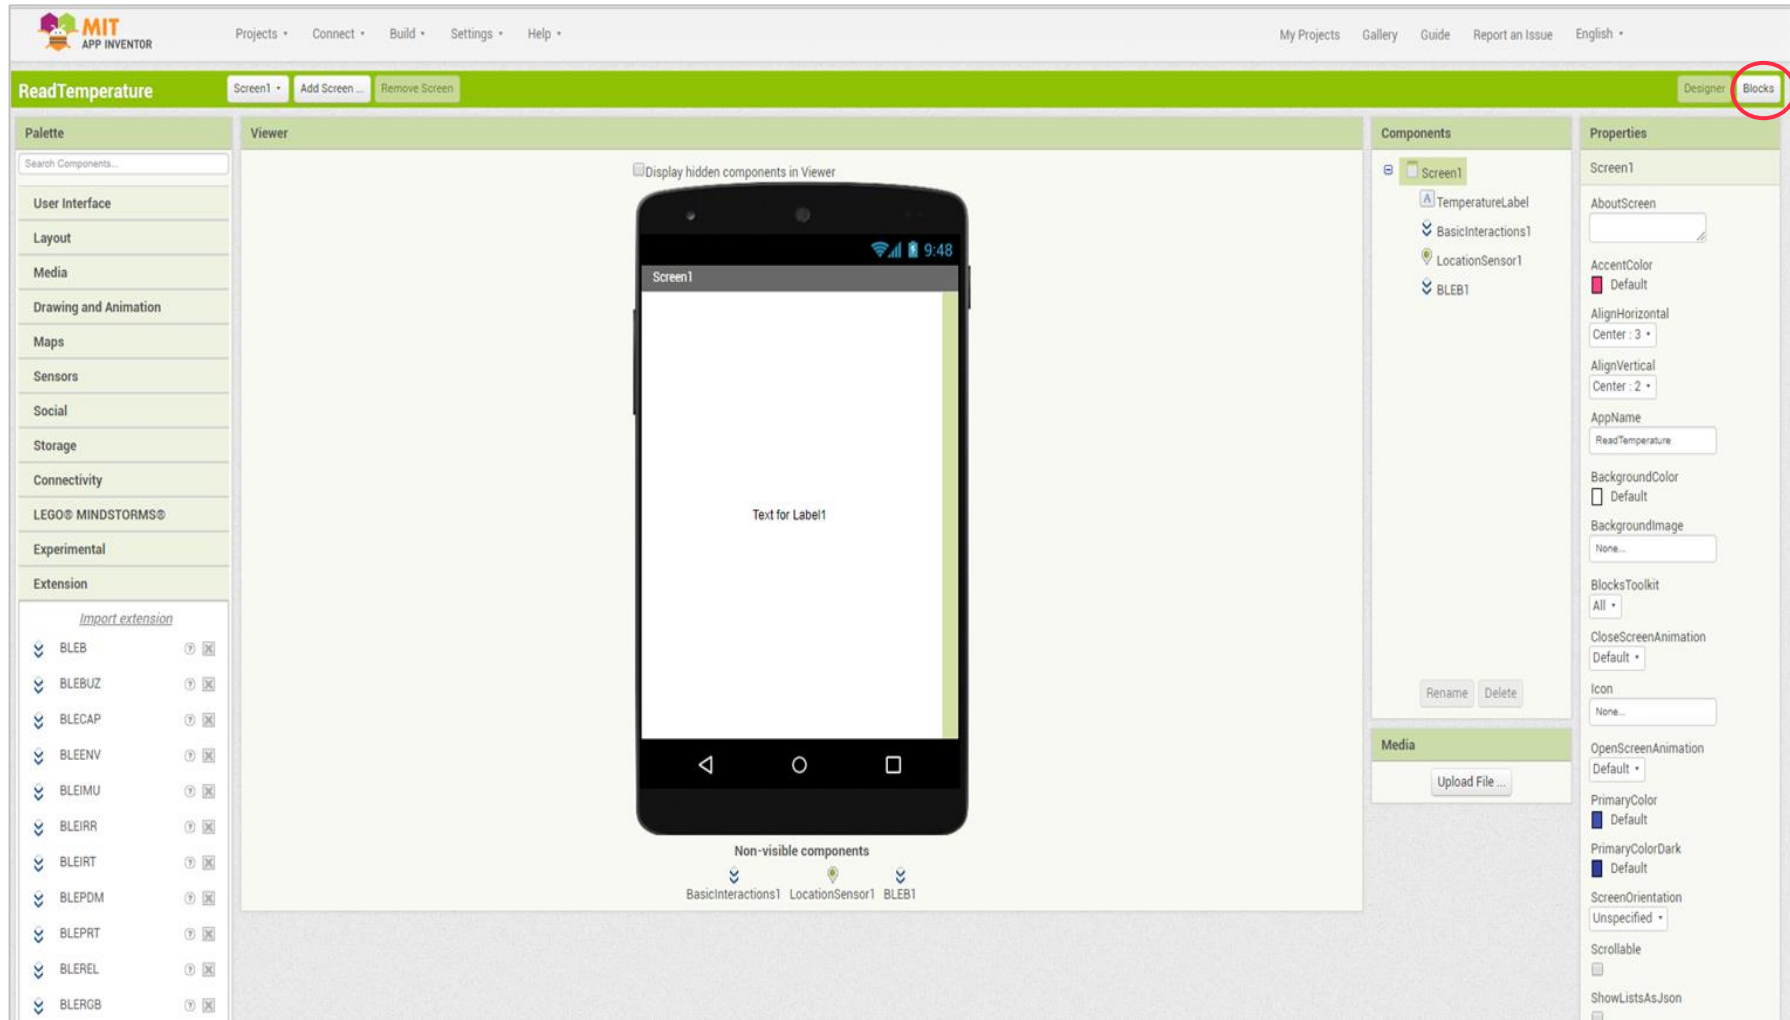 MIT
APP INVENTOR
Projects
Connect
Build
Settings
Help
My Projects
Gallery
Guide
Report an Issue
English
ReadTemperature
Screen1
Add Screen ...
Remove Screen
Designer
Blocks
Palette
Search Components...
User Interface
Layout
Media
Drawing and Animation
Maps
Sensors
Social
Storage
Connectivity
LEGO® MINDSTORMS®
Experimental
Extension
Import extension
BLEB
BLEBUZ
BLECAP
BLEENV
BLEIMU
BLEIRR
BLEIRT
BLEPDM
BLEPRT
BLEREL
BLERGB
Viewer
Display hidden components in Viewer
9:48
Screen1
Text for Label1
Non-visible components
BasicInteractions1
LocationSensor1
BLEB1
Components
Screen1
TemperatureLabel
BasicInteractions1
LocationSensor1
BLEB1
Rename
Delete
Media
Upload File ...
Properties
Screen1
AboutScreen
AccentColor
Default
AlignHorizontal
Center : 3
AlignVertical
Center : 2
AppName
ReadTemperature
BackgroundColor
Default
BackgroundImage
None...
BlocksToolkit
All
CloseScreenAnimation
Default
Icon
None...
OpenScreenAnimation
Default
PrimaryColor
Default
PrimaryColorDark
Default
ScreenOrientation
Unspecified
Scrollable
ShowListsAsJson